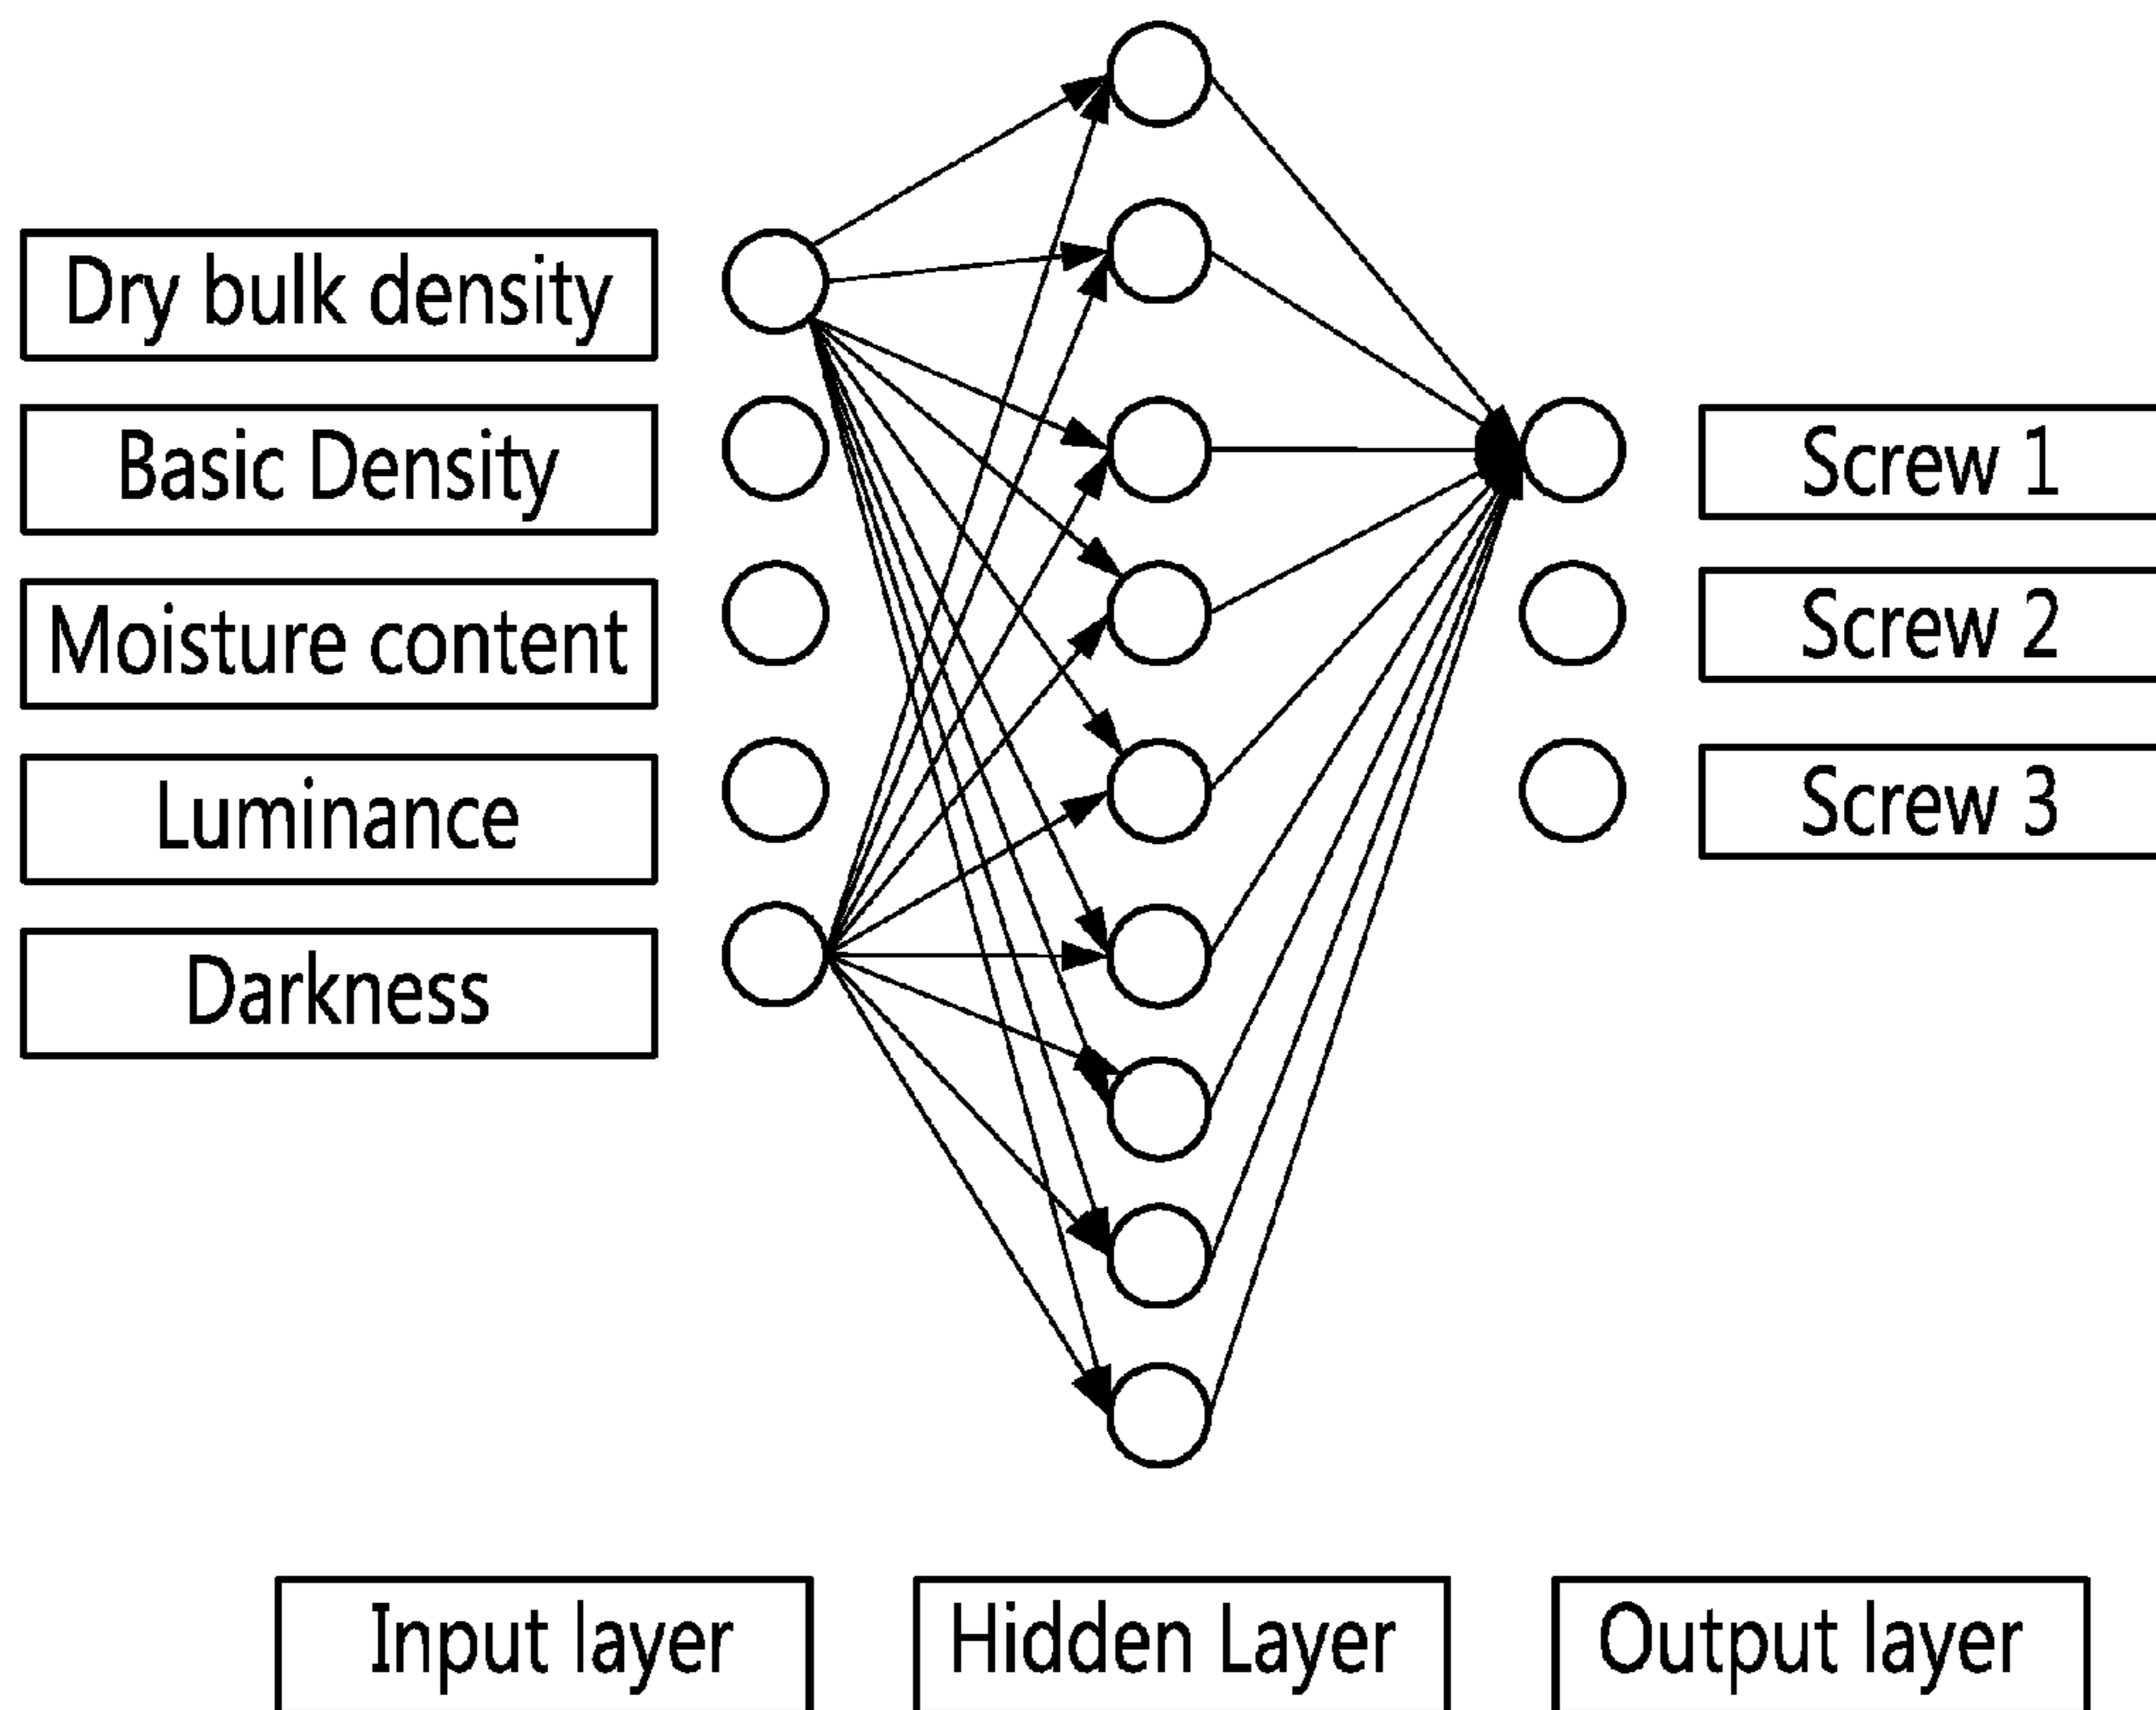 Dry bulk density
Basic Density
Moisture content
Luminance
Darkness
Screw 1
Screw 2
Screw 3
Input layer
Hidden Layer
Output layer